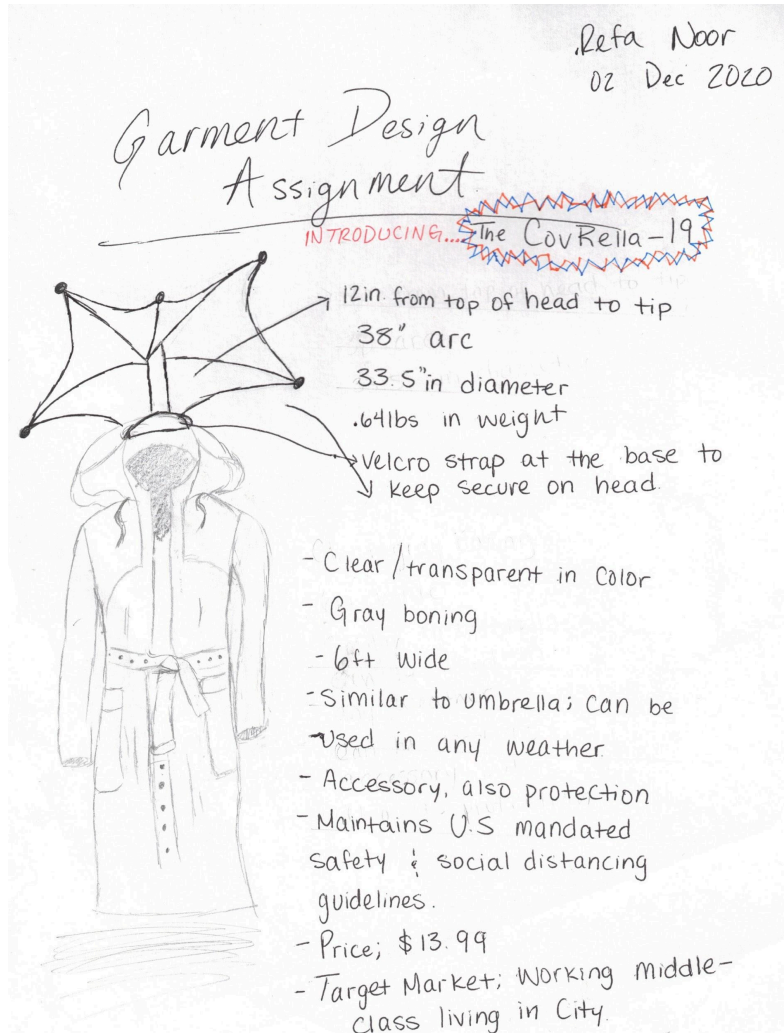 Refa Noor
02 Dec 2020
Garment Design
Assignment
INTRODUCING.... The CovRella-19
12in. from top of head to tip
38" arc
33.5"in diameter
.64lbs in weight
Velcro strap at the base to
keep secure on head.
- Clear/transparent in Color
- Gray boning
- 6ft wide
- Similar to umbrella; can be
used in any weather
- Accessory, also protection
- Maintains U.S mandated
safety & social distancing
guidelines.
- Price; $13.99
- Target Market; Working middle-
class living in City.